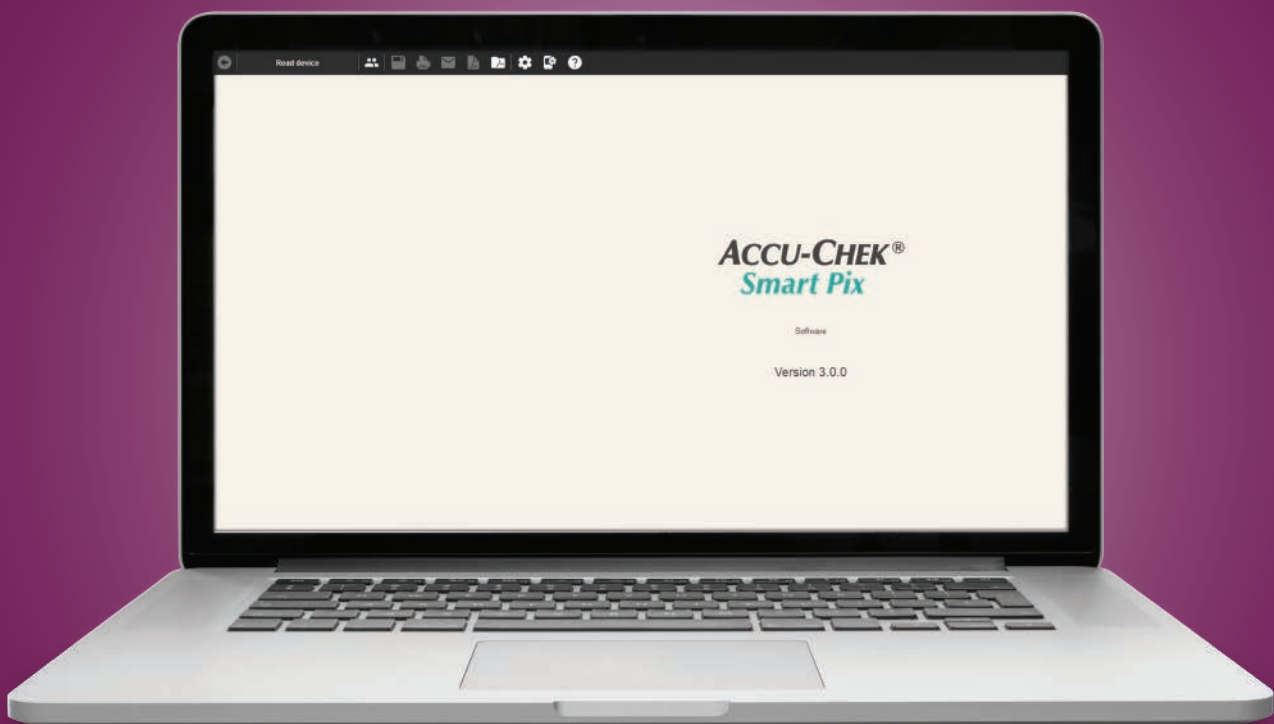 Read device
ACCU-CHEK®
Smart Pix
Software
Version 3.0.0